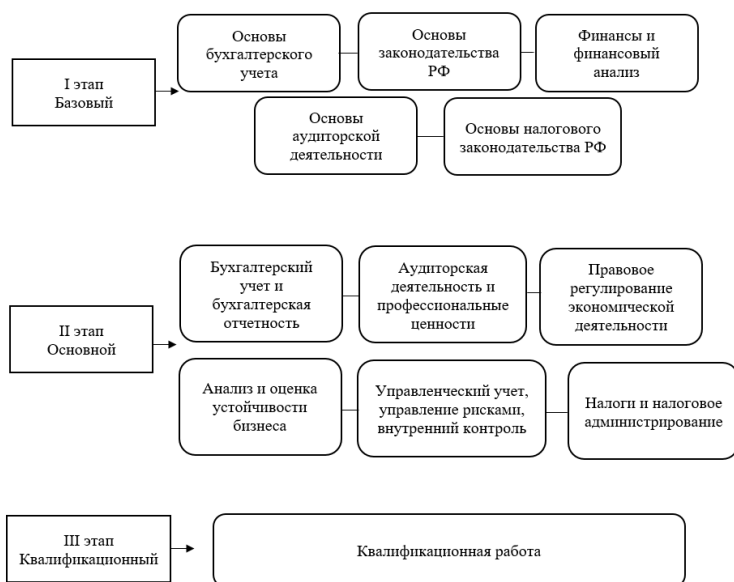 I этап
Базовый
Основы
бухгалтерского
учета
Основы
законодательства
РФ
Финансы и
финансовый
анализ
Основы
аудиторской
деятельности
Основы налогового
законодательства РФ
II этап
Основной
Бухгалтерский
учет и
бухгалтерская
отчетность
Аудиторская
деятельность и
профессиональные
ценности
Правовое
регулирование
экономической
деятельности
Анализ и оценка
устойчивости
бизнеса
Управленческий учет,
управление рисками,
внутренний контроль
Налоги и налоговое
администрирование
III этап
Квалификационный
Квалификационная работа